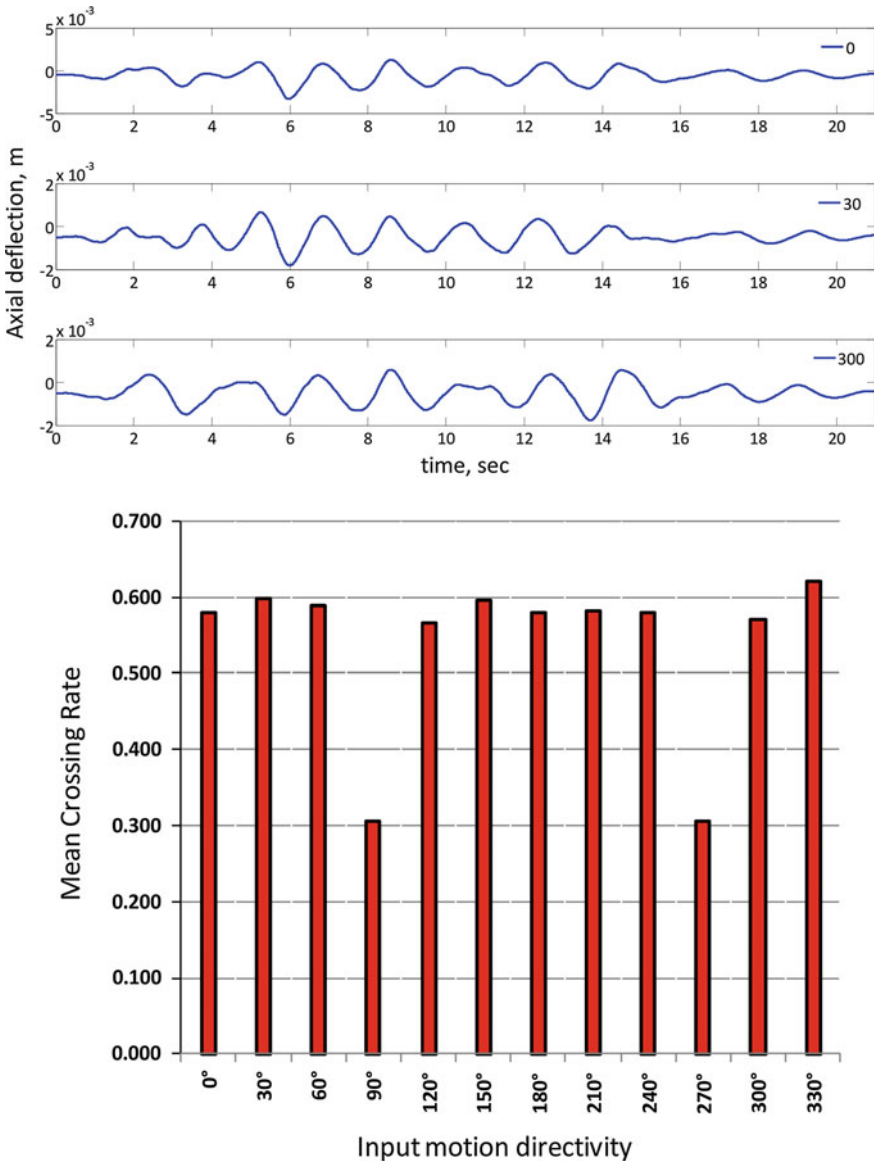 5 x 10⁻³
0
0
-5
0 2 4 6 8 10 12 14 16 18 20
2 x 10⁻³
30
0
-2
0 2 4 6 8 10 12 14 16 18 20
2 x 10⁻³
300
0
-2
0 2 4 6 8 10 12 14 16 18 20
Axial deflection, m
time, sec
0.700
0.600
0.500
0.400
0.300
0.200
0.100
0.000
Mean Crossing Rate
0° 30° 60° 90° 120° 150° 180° 210° 240° 270° 300° 330°
Input motion directivity